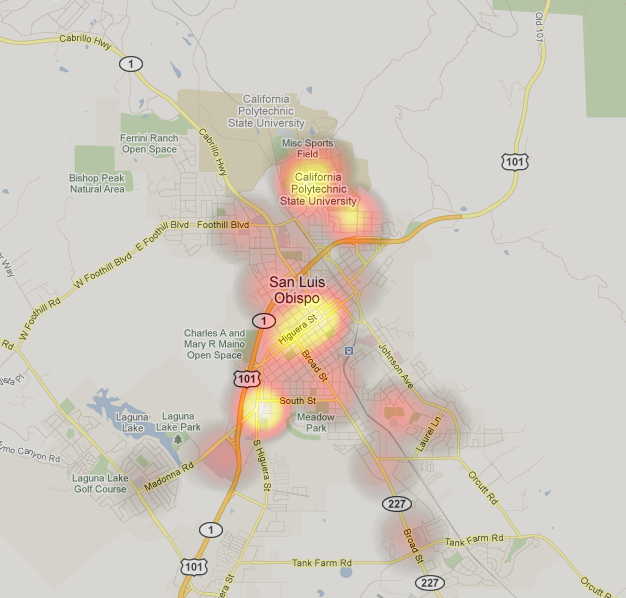 Cabrillo Hwy
Old 101
1
California
Polytechnic
State University
Ferrini Ranch
Open Space
Cabrillo Hwy
Misc Sports
Field
101
Bishop Peak
Natural Area
California
Polytechnic
State University
E Foothill Blvd
Foothill Blvd
W Foothill Blvd
San Luis
Obispo
W Foothill Rd
1
Higuera St
Charles A and
Mary R Maino
Open Space
Rd
Broad St
Johnson Ave
101
South St
Laguna
Lake
Laguna
Lake Park
Meadow
Park
Laurel Ln
Canyon Rd
S Higuera St
Madonna Rd
Laguna Lake
Golf Course
Orcutt Rd
227
1
Broad St
Tank Farm Rd
Tank Farm Rd
101
227
Orcutt Rd